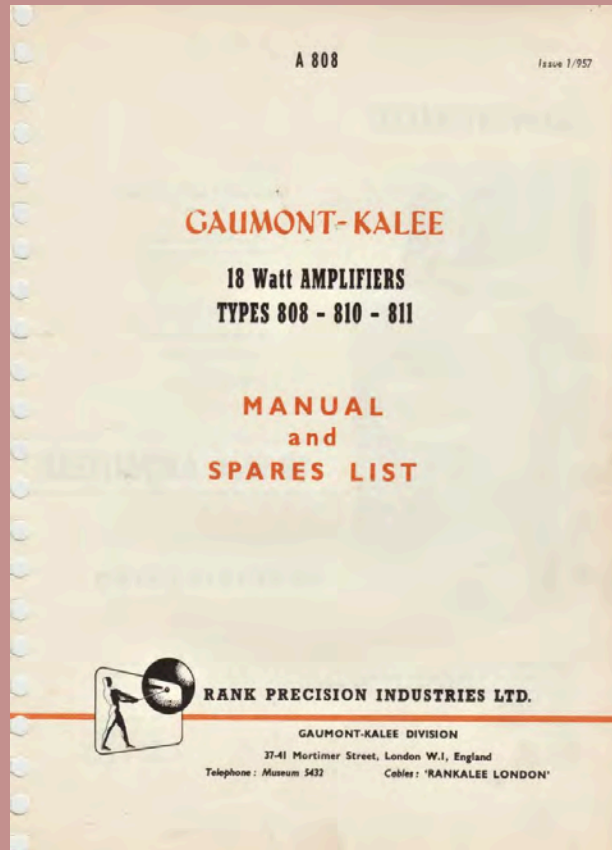 A 808
Issue 1/957
GAUMONT-KALEE
18 Watt AMPLIFIERS
TYPES 808 - 810 - 811
MANUAL
and
SPARES LIST
RANK PRECISION INDUSTRIES LTD.
GAUMONT-KALEE DIVISION
37-41 Mortimer Street, London W.1, England
Telephone : Museum 5432 Cables : 'RANKALEE LONDON'